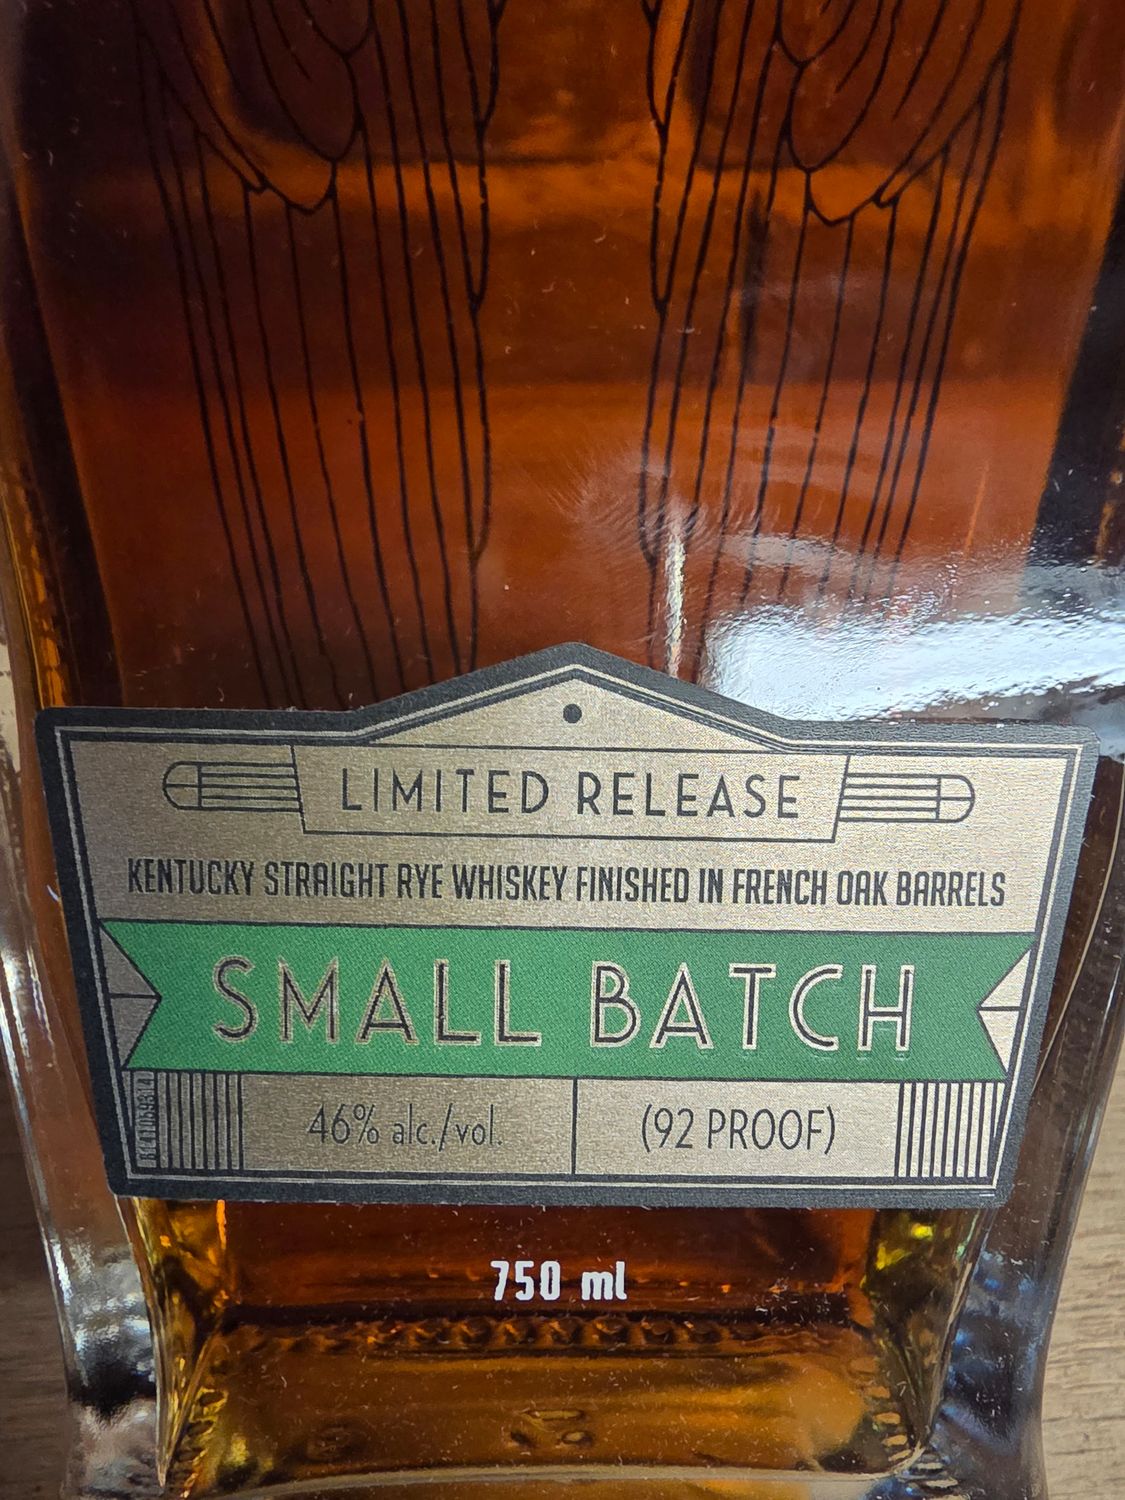 LIMITED RELEASE
KENTUCKY STRAIGHT RYE WHISKEY FINISHED IN FRENCH OAK BARRELS
SMALL BATCH
46% alc./vol.
(92 PROOF)
750 ml